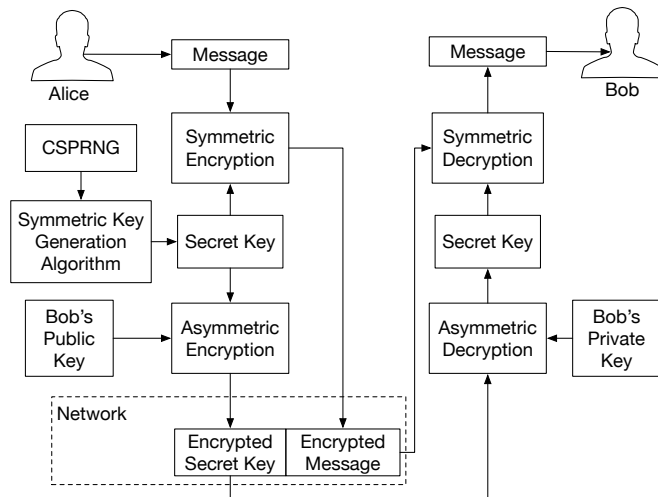 Alice
Message
CSPRNG
Symmetric
Encryption
Symmetric Key
Generation
Algorithm
Secret Key
Bob's
Public
Key
Asymmetric
Encryption
Network
Encrypted
Secret Key
Encrypted
Message
Message
Bob
Symmetric
Decryption
Secret Key
Asymmetric
Decryption
Bob's
Private
Key